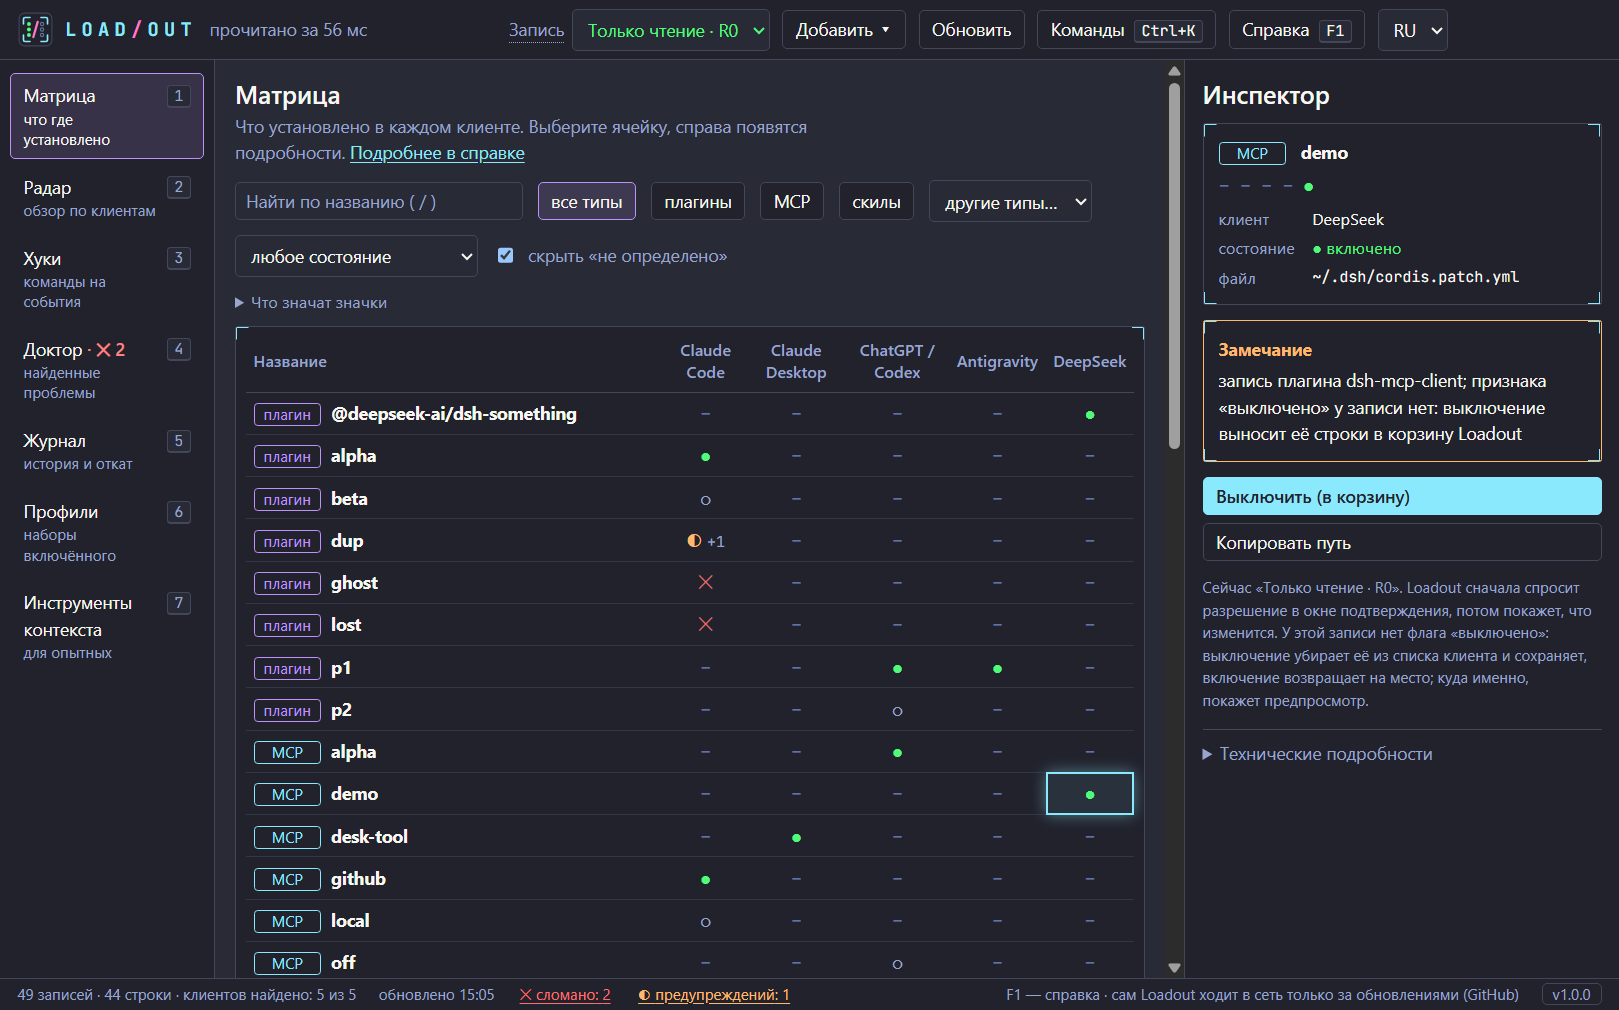 LOAD/OUT прочитано за 56 мс Запись Только чтение · R0 Добавить ▾ Обновить Команды Ctrl+K Справка F1 RU
Матрица 1
что где
установлено
Радар 2
обзор по клиентам
Хуки 3
команды на
события
Доктор · ✕ 2 4
найденные
проблемы
Журнал 5
история и откат
Профили 6
наборы
включённого
Инструменты 7
контекста
для опытных
Матрица
Что установлено в каждом клиенте. Выберите ячейку, справа появятся
подробности. Подробнее в справке
Найти по названию ( / ) все типы плагины MCP скилы другие типы...
любое состояние скрыть «не определено»
▶ Что значат значки
Название Claude Code Claude Desktop ChatGPT / Codex Antigravity DeepSeek
плагин @deepseek-ai/dsh-something – – – – ●
плагин alpha ● – – – –
плагин beta ○ – – – –
плагин dup ◐ +1 – – – –
плагин ghost ✕ – – – –
плагин lost ✕ – – – –
плагин p1 – – ● ● –
плагин p2 – – ○ – –
MCP alpha – – ● – –
MCP demo – – – – ●
MCP desk-tool – ● – – –
MCP github ● – – – –
MCP local ○ – – – –
MCP off – – ○ – –
Инспектор
MCP demo
– – – – ●
клиент DeepSeek
состояние ● включено
файл ~/.dsh/cordis.patch.yml
Замечание
запись плагина dsh-mcp-client; признака
«выключено» у записи нет: выключение
выносит её строки в корзину Loadout
Выключить (в корзину)
Копировать путь
Сейчас «Только чтение · R0». Loadout сначала спросит
разрешение в окне подтверждения, потом покажет, что
изменится. У этой записи нет флага «выключено»:
выключение убирает её из списка клиента и сохраняет,
включение возвращает на место; куда именно,
покажет предпросмотр.
▶ Технические подробности
49 записей · 44 строки · клиентов найдено: 5 из 5 обновлено 15:05 ✕ сломано: 2 ◐ предупреждений: 1 F1 — справка · сам Loadout ходит в сеть только за обновлениями (GitHub) v1.0.0